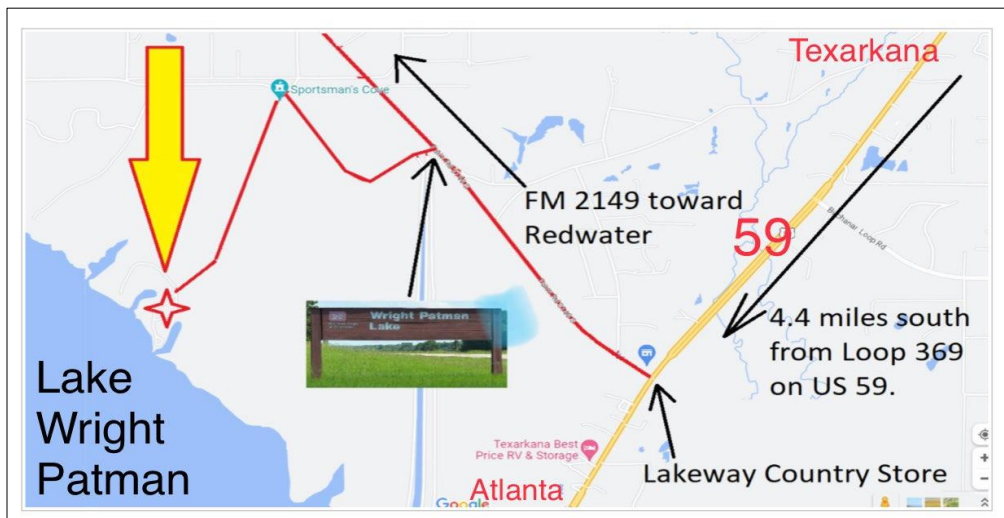 Texarkana
Sportsman's Cove
FM 2149 toward
Redwater
59
Wright Patman
Lake
4.4 miles south
from Loop 369
on US 59.
Lake
Wright
Patman
Texarkana Best
Price RV & Storage
Lakeway Country Store
Atlanta
Google